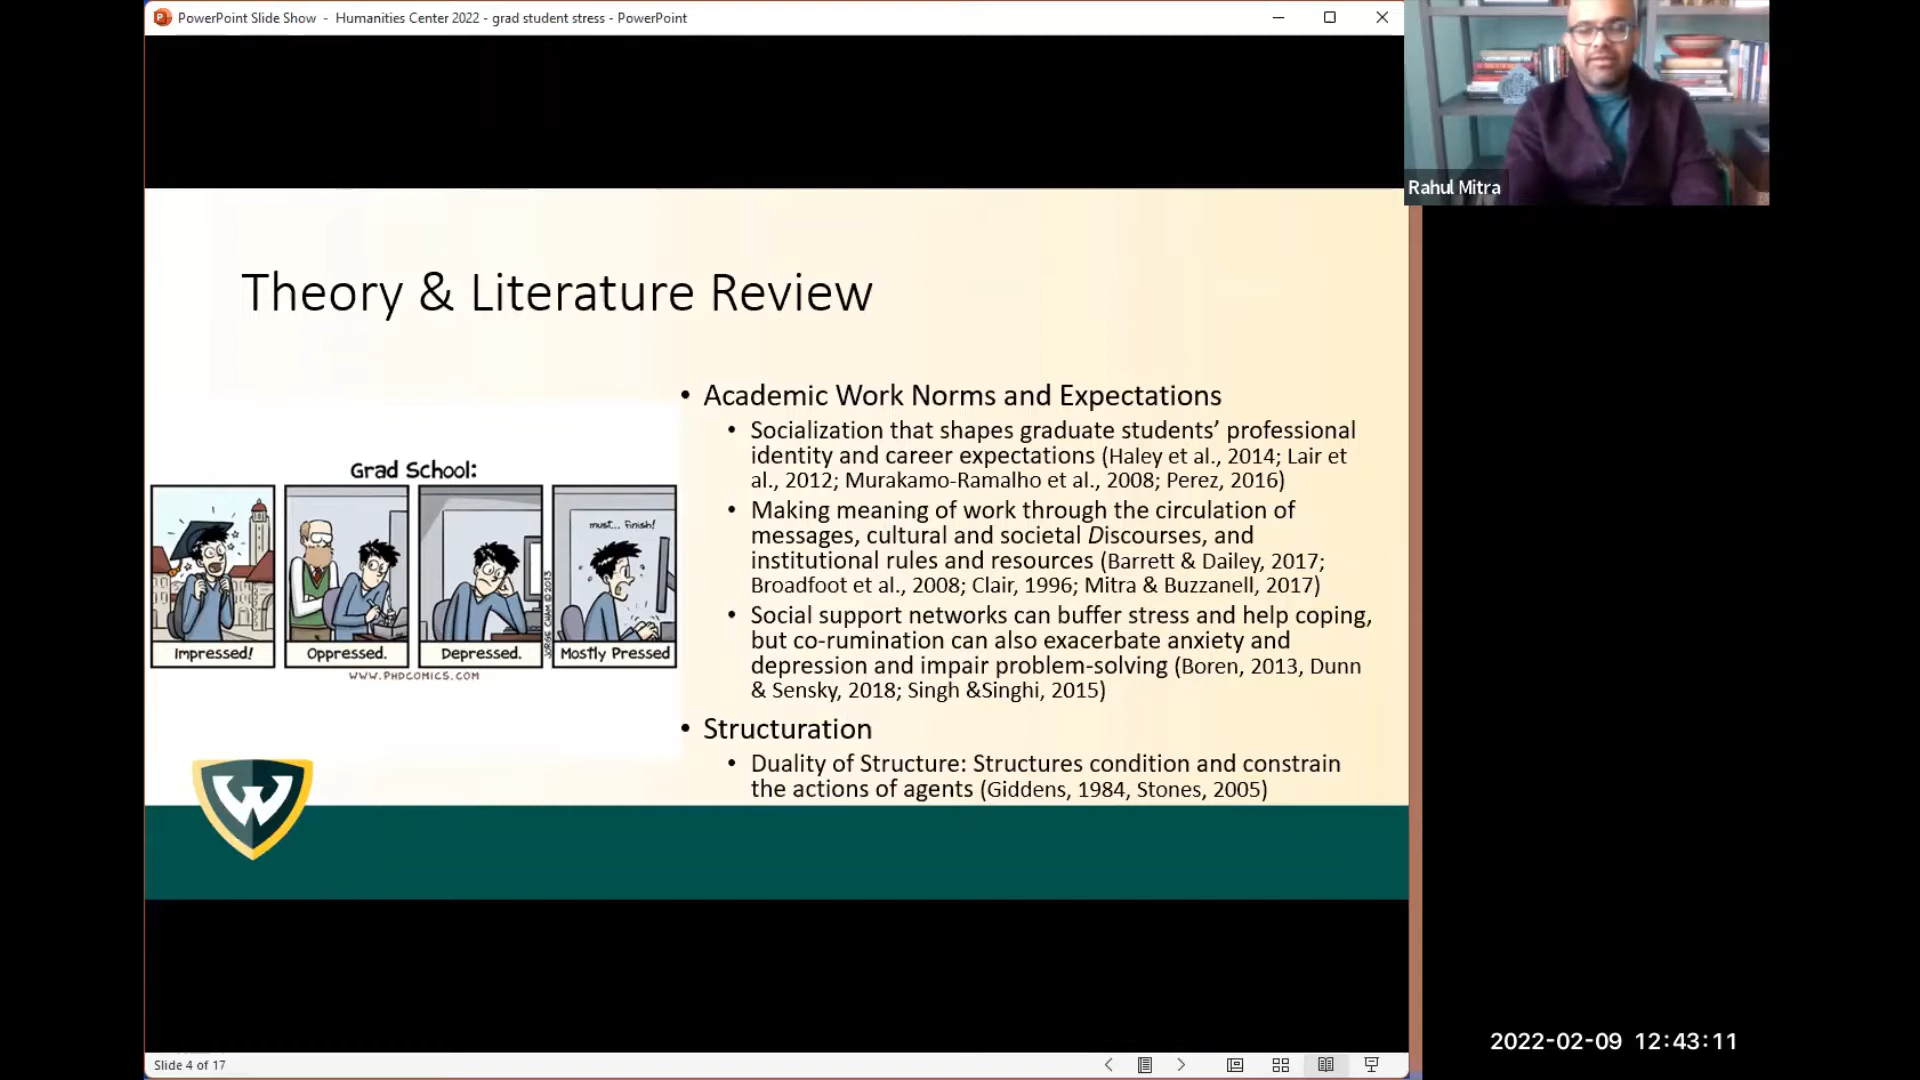 PowerPoint Slide Show - Humanities Center 2022 - grad student stress - PowerPoint
Rahul Mitra
Theory & Literature Review
• Academic Work Norms and Expectations
• Socialization that shapes graduate students’ professional
identity and career expectations (Haley et al., 2014; Lair et
al., 2012; Murakamo-Ramalho et al., 2008; Perez, 2016)
• Making meaning of work through the circulation of
messages, cultural and societal Discourses, and
institutional rules and resources (Barrett & Dailey, 2017;
Broadfoot et al., 2008; Clair, 1996; Mitra & Buzzanell, 2017)
• Social support networks can buffer stress and help coping,
but co-rumination can also exacerbate anxiety and
depression and impair problem-solving (Boren, 2013, Dunn
& Sensky, 2018; Singh &Singhi, 2015)
• Structuration
• Duality of Structure: Structures condition and constrain
the actions of agents (Giddens, 1984, Stones, 2005)
Grad School:
must... finish!
Impressed!
Oppressed.
Depressed.
Mostly Pressed
JORGE CHAM © 2013
WWW.PHDCOMICS.COM
W
Slide 4 of 17
2022-02-09 12:43:11